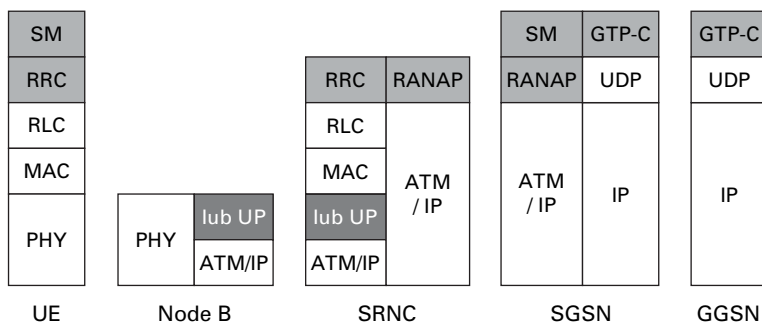 SM
RRC
RLC
MAC
PHY
UE
PHY
Iub UP
ATM/IP
Node B
RRC
RANAP
RLC
MAC
Iub UP
ATM/IP
ATM
/ IP
SRNC
SM
GTP-C
RANAP
UDP
ATM
/ IP
IP
SGSN
GTP-C
UDP
IP
GGSN